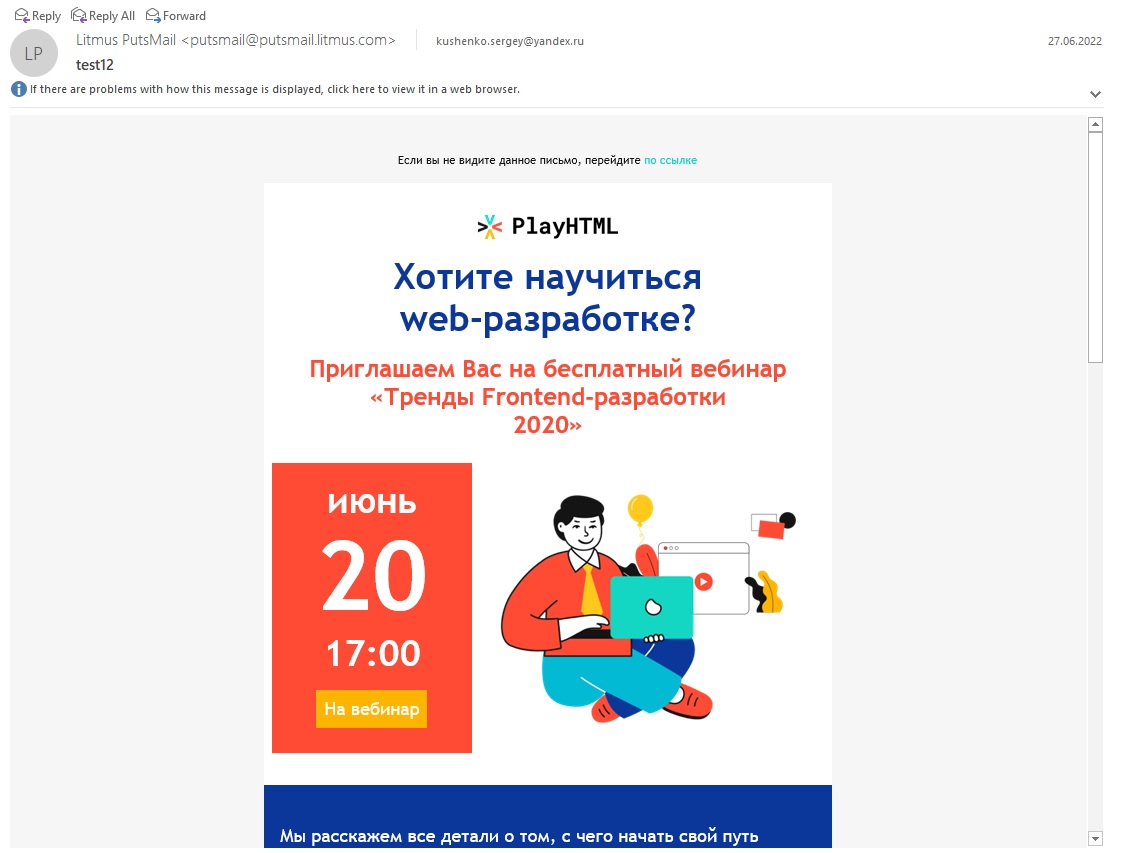 Reply Reply All Forward
LP
Litmus PutsMail <putsmail@putsmail.litmus.com> kushenko.sergey@yandex.ru 27.06.2022
test12
If there are problems with how this message is displayed, click here to view it in a web browser.
Если вы не видите данное письмо, перейдите по ссылке
PlayHTML
Хотите научиться
web-разработке?
Приглашаем Вас на бесплатный вебинар
«Тренды Frontend-разработки
2020»
июнь
20
17:00
На вебинар
Мы расскажем все детали о том, с чего начать свой путь